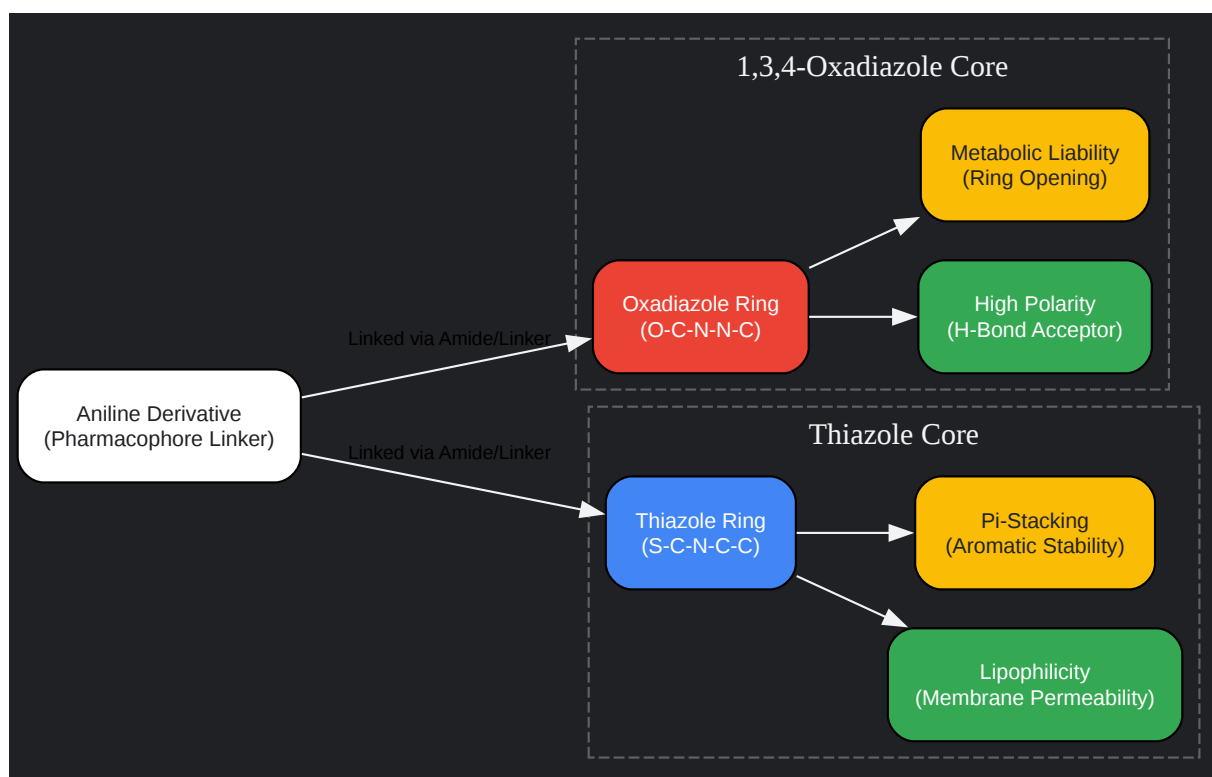 1,3,4-Oxadiazole Core
Metabolic Liability
(Ring Opening)
Oxadiazole Ring
(O-C-N-N-C)
High Polarity
(H-Bond Acceptor)
Linked via Amide/Linker
Aniline Derivative
(Pharmacophore Linker)
Linked via Amide/Linker
Thiazole Core
Thiazole Ring
(S-C-N-C-C)
Pi-Stacking
(Aromatic Stability)
Lipophilicity
(Membrane Permeability)